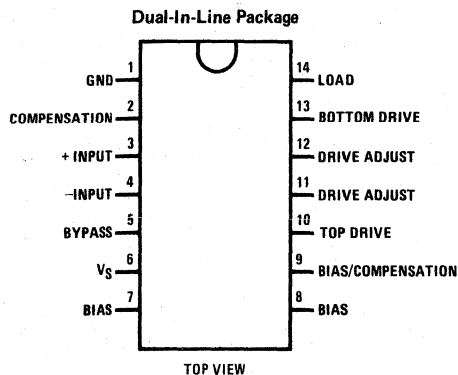 Dual-In-Line Package
GND 1
COMPENSATION 2
+ INPUT 3
–INPUT 4
BYPASS 5
VS 6
BIAS 7
14 LOAD
13 BOTTOM DRIVE
12 DRIVE ADJUST
11 DRIVE ADJUST
10 TOP DRIVE
9 BIAS/COMPENSATION
8 BIAS
TOP VIEW